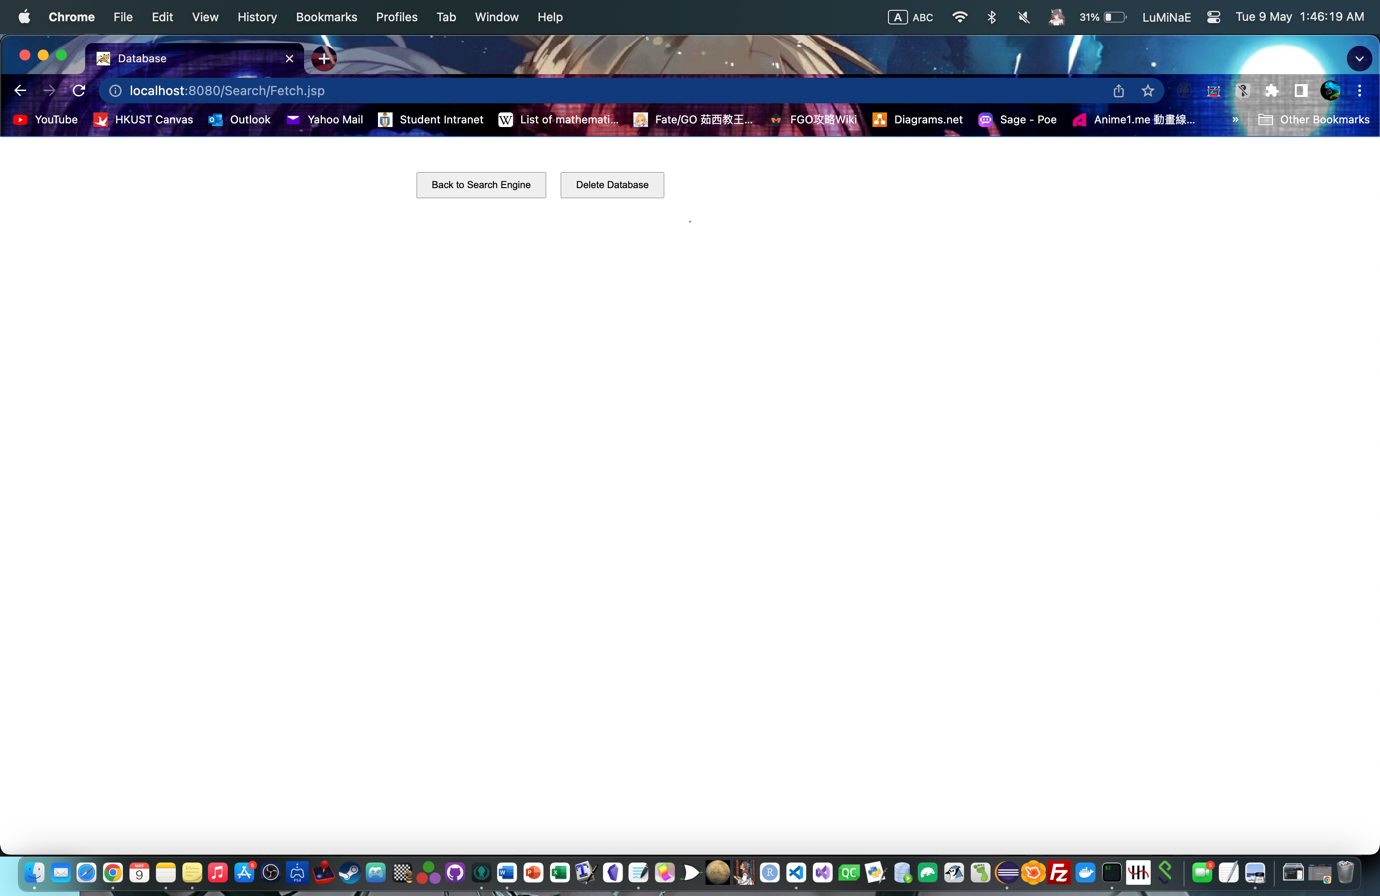 Chrome File Edit View History Bookmarks Profiles Tab Window Help A ABC 31% LuMiNaE Tue 9 May 1:46:19 AM
Database
localhost:8080/Search/Fetch.jsp
YouTube HKUST Canvas Outlook Yahoo Mail Student Intranet List of mathemati... Fate/GO 茹西教王... FGO攻略Wiki Diagrams.net Sage - Poe Anime1.me 動畫線... » Other Bookmarks
Back to Search Engine Delete Database
MAY
9